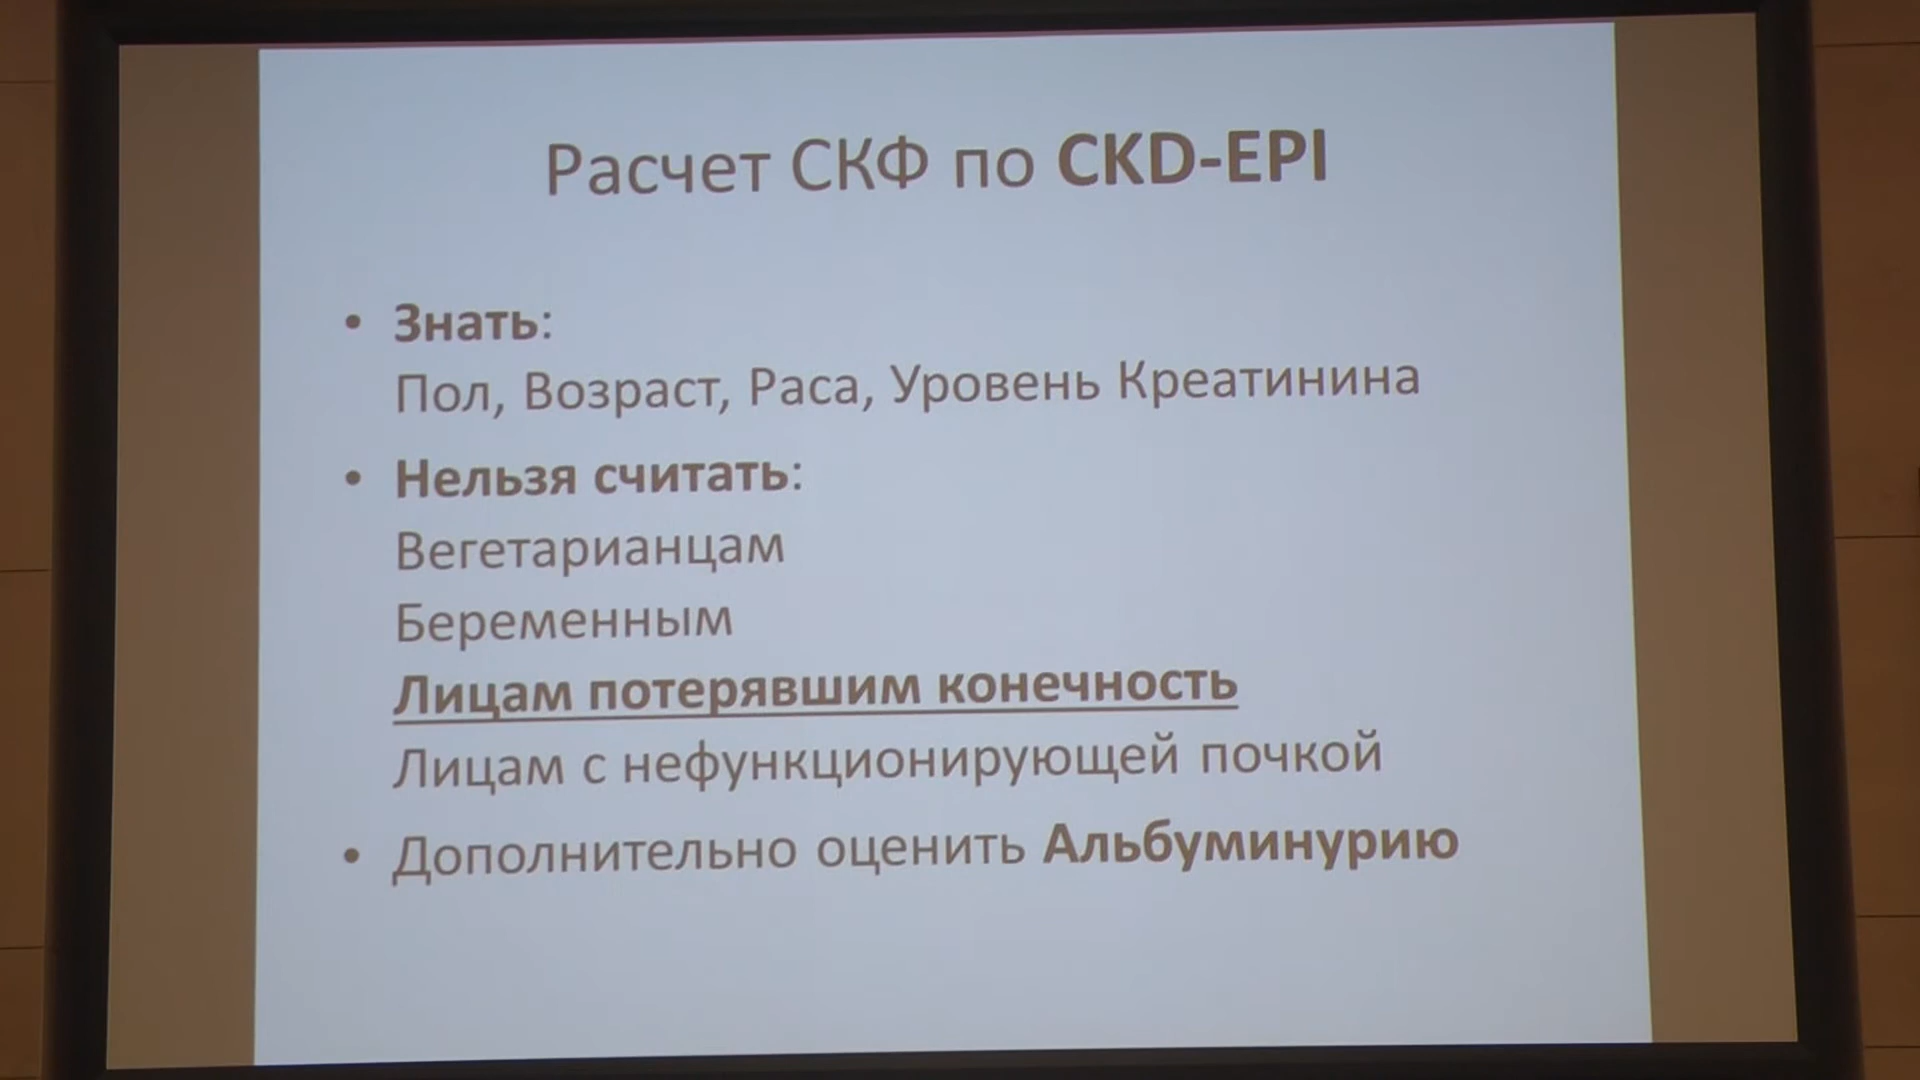 Расчет СКФ по CKD-EPI
• Знать:
Пол, Возраст, Раса, Уровень Креатинина
• Нельзя считать:
Вегетарианцам
Беременным
Лицам потерявшим конечность
Лицам с нефункционирующей почкой
• Дополнительно оценить Альбуминурию